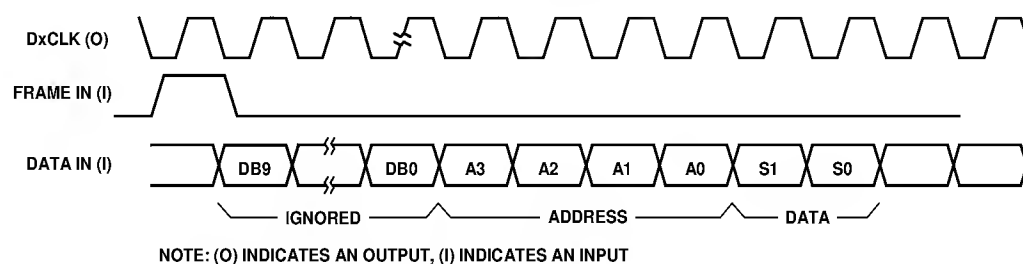 DxCLK (O)
FRAME IN (I)
DATA IN (I)
DB9 DB0 A3 A2 A1 A0 S1 S0
IGNORED ADDRESS DATA
NOTE: (O) INDICATES AN OUTPUT, (I) INDICATES AN INPUT